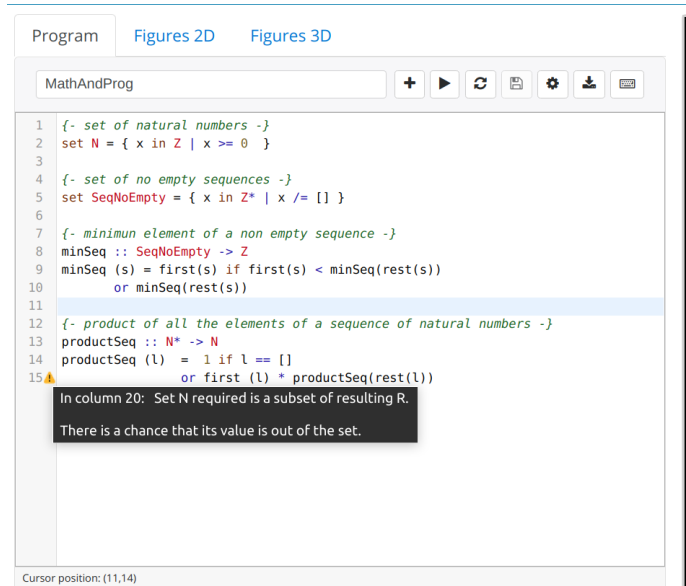 Program Figures 2D Figures 3D
MathAndProg
1 {- set of natural numbers -}
2 set N = { x in Z | x >= 0  }
3
4 {- set of no empty sequences -}
5 set SeqNoEmpty = { x in Z* | x /= [] }
6
7 {- minimun element of a non empty sequence -}
8 minSeq :: SeqNoEmpty -> Z
9 minSeq (s) = first(s) if first(s) < minSeq(rest(s))
10 or minSeq(rest(s))
11
12 {- product of all the elements of a sequence of natural numbers -}
13 productSeq :: N* -> N
14 productSeq (l)  =  1 if l == []
15 or first (l) * productSeq(rest(l))
In column 20:  Set N required is a subset of resulting R.
There is a chance that its value is out of the set.
Cursor position: (11,14)